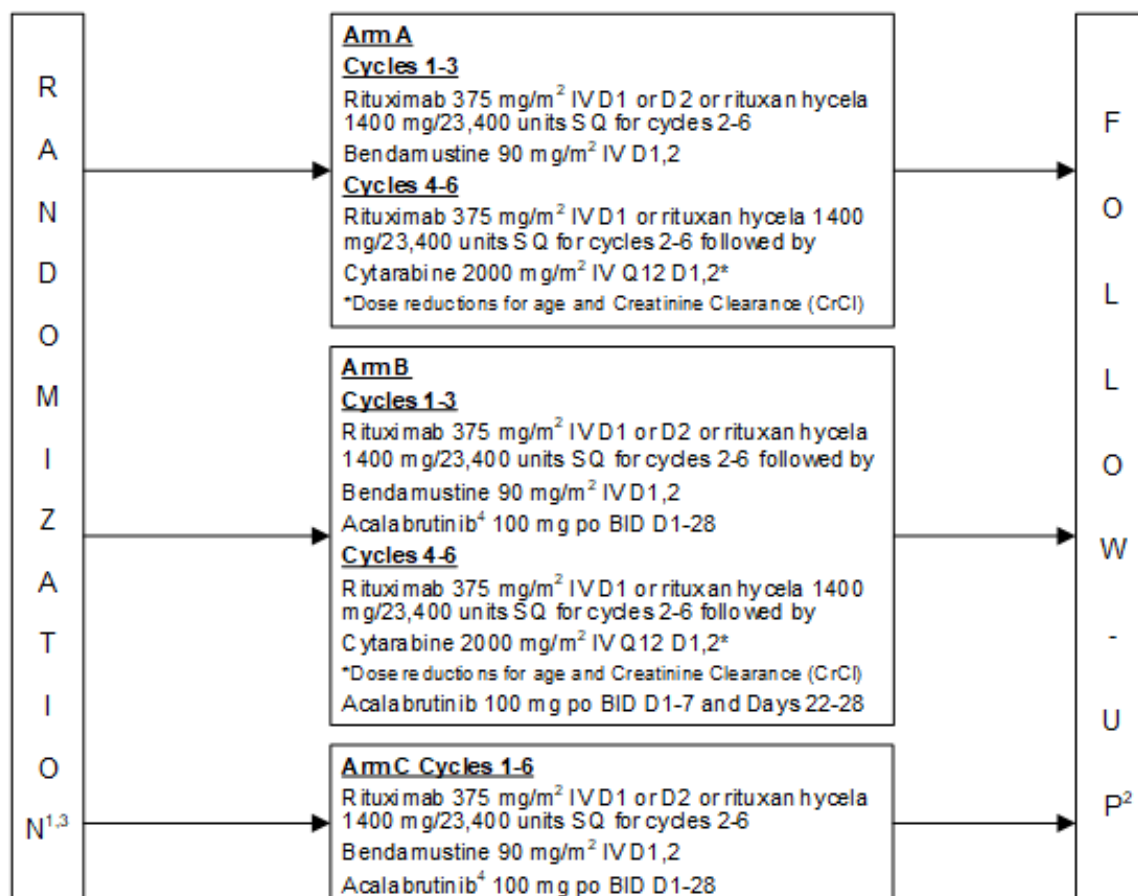 RANDOMIZATION¹,³
Arm A
Cycles 1-3
Rituximab 375 mg/m² IV D1 or D2 or rituxan hycela
1400 mg/23,400 units SQ for cycles 2-6
Bendamustine 90 mg/m² IV D1,2
Cycles 4-6
Rituximab 375 mg/m² IV D1 or rituxan hycela 1400
mg/23,400 units SQ for cycles 2-6 followed by
Cytarabine 2000 mg/m² IV Q12 D1,2*
*Dose reductions for age and Creatinine Clearance (CrCl)
Arm B
Cycles 1-3
Rituximab 375 mg/m² IV D1 or D2 or rituxan hycela
1400 mg/23,400 units SQ for cycles 2-6 followed by
Bendamustine 90 mg/m² IV D1,2
Acalabrutinib⁴ 100 mg po BID D1-28
Cycles 4-6
Rituximab 375 mg/m² IV D1 or rituxan hycela 1400
mg/23,400 units SQ for cycles 2-6 followed by
Cytarabine 2000 mg/m² IV Q12 D1,2*
*Dose reductions for age and Creatinine Clearance (CrCl)
Acalabrutinib 100 mg po BID D1-7 and Days 22-28
Arm C Cycles 1-6
Rituximab 375 mg/m² IV D1 or D2 or rituxan hycela
1400 mg/23,400 units SQ for cycles 2-6
Bendamustine 90 mg/m² IV D1,2
Acalabrutinib⁴ 100 mg po BID D1-28
FOLLOW-UP²